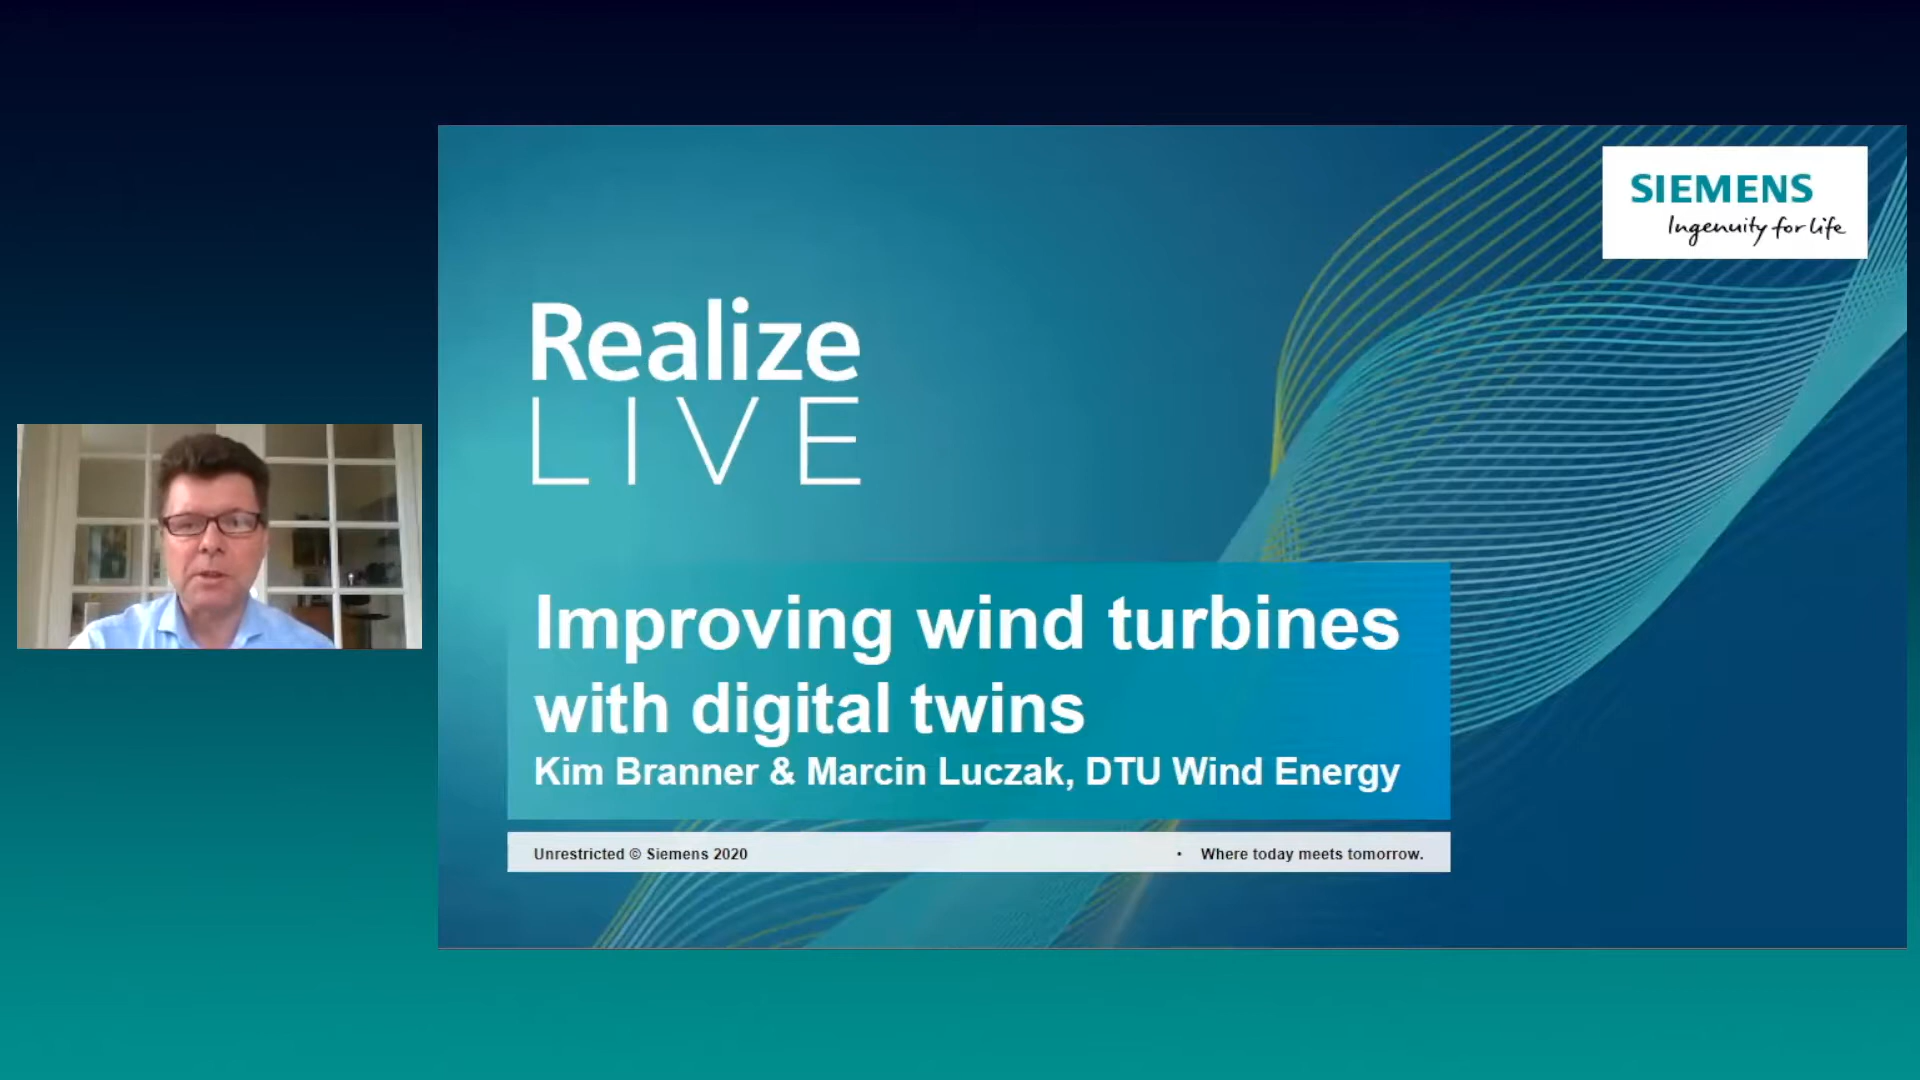 SIEMENS
Ingenuity for life
Realize
LIVE
Improving wind turbines
with digital twins
Kim Branner & Marcin Luczak, DTU Wind Energy
Unrestricted © Siemens 2020
• Where today meets tomorrow.